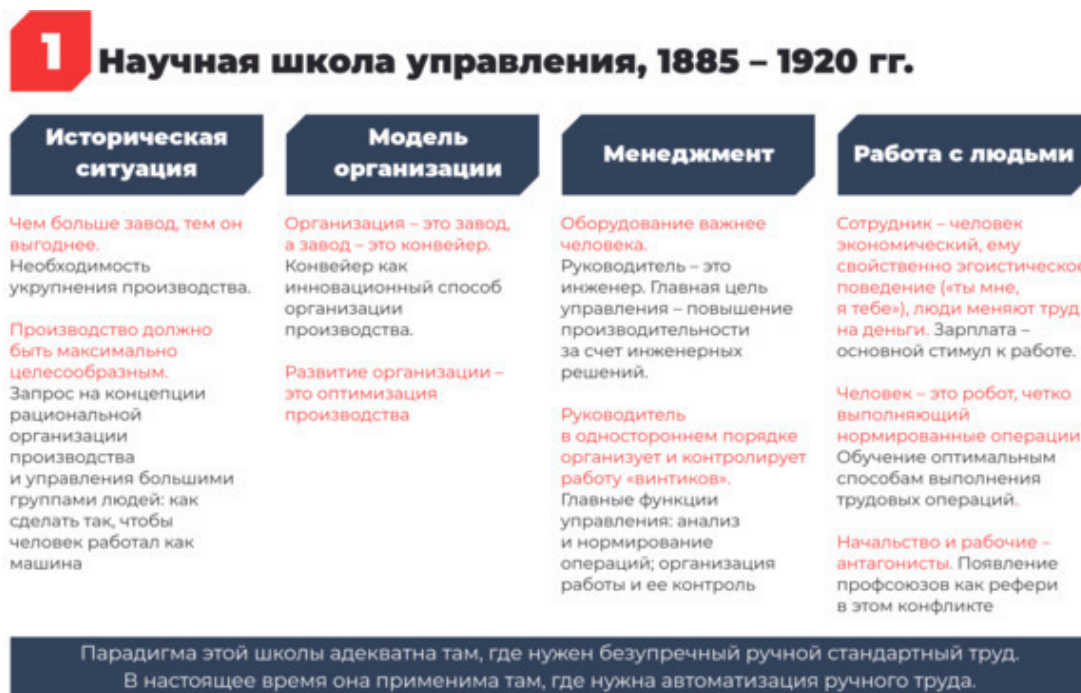 1
Научная школа управления, 1885 – 1920 гг.
Историческая
ситуация
Чем больше завод, тем он
выгоднее.
Необходимость
укрупнения производства.
Производство должно
быть максимально
целесообразным.
Запрос на концепции
рациональной
организации
производства
и управления большими
группами людей: как
сделать так, чтобы
человек работал как
машина
Модель
организации
Организация – это завод,
а завод – это конвейер.
Конвейер как
инновационный способ
организации
производства.
Развитие организации –
это оптимизация
производства
Менеджмент
Оборудование важнее
человека.
Руководитель – это
инженер. Главная цель
управления – повышение
производительности
за счет инженерных
решений.
Руководитель
в одностороннем порядке
организует и контролирует
работу «винтиков».
Главные функции
управления: анализ
и нормирование
операций; организация
работы и ее контроль
Работа с людьми
Сотрудник – человек
экономический, ему
свойственно эгоистическое
поведение («ты мне,
я тебе»), люди меняют труд
на деньги. Зарплата –
основной стимул к работе.
Человек – это робот, четко
выполняющий
нормированные операции
Обучение оптимальным
способам выполнения
трудовых операций.
Начальство и рабочие –
антагонисты. Появление
профсоюзов как рефери
в этом конфликте
Парадигма этой школы адекватна там, где нужен безупречный ручной стандартный труд.
В настоящее время она применима там, где нужна автоматизация ручного труда.